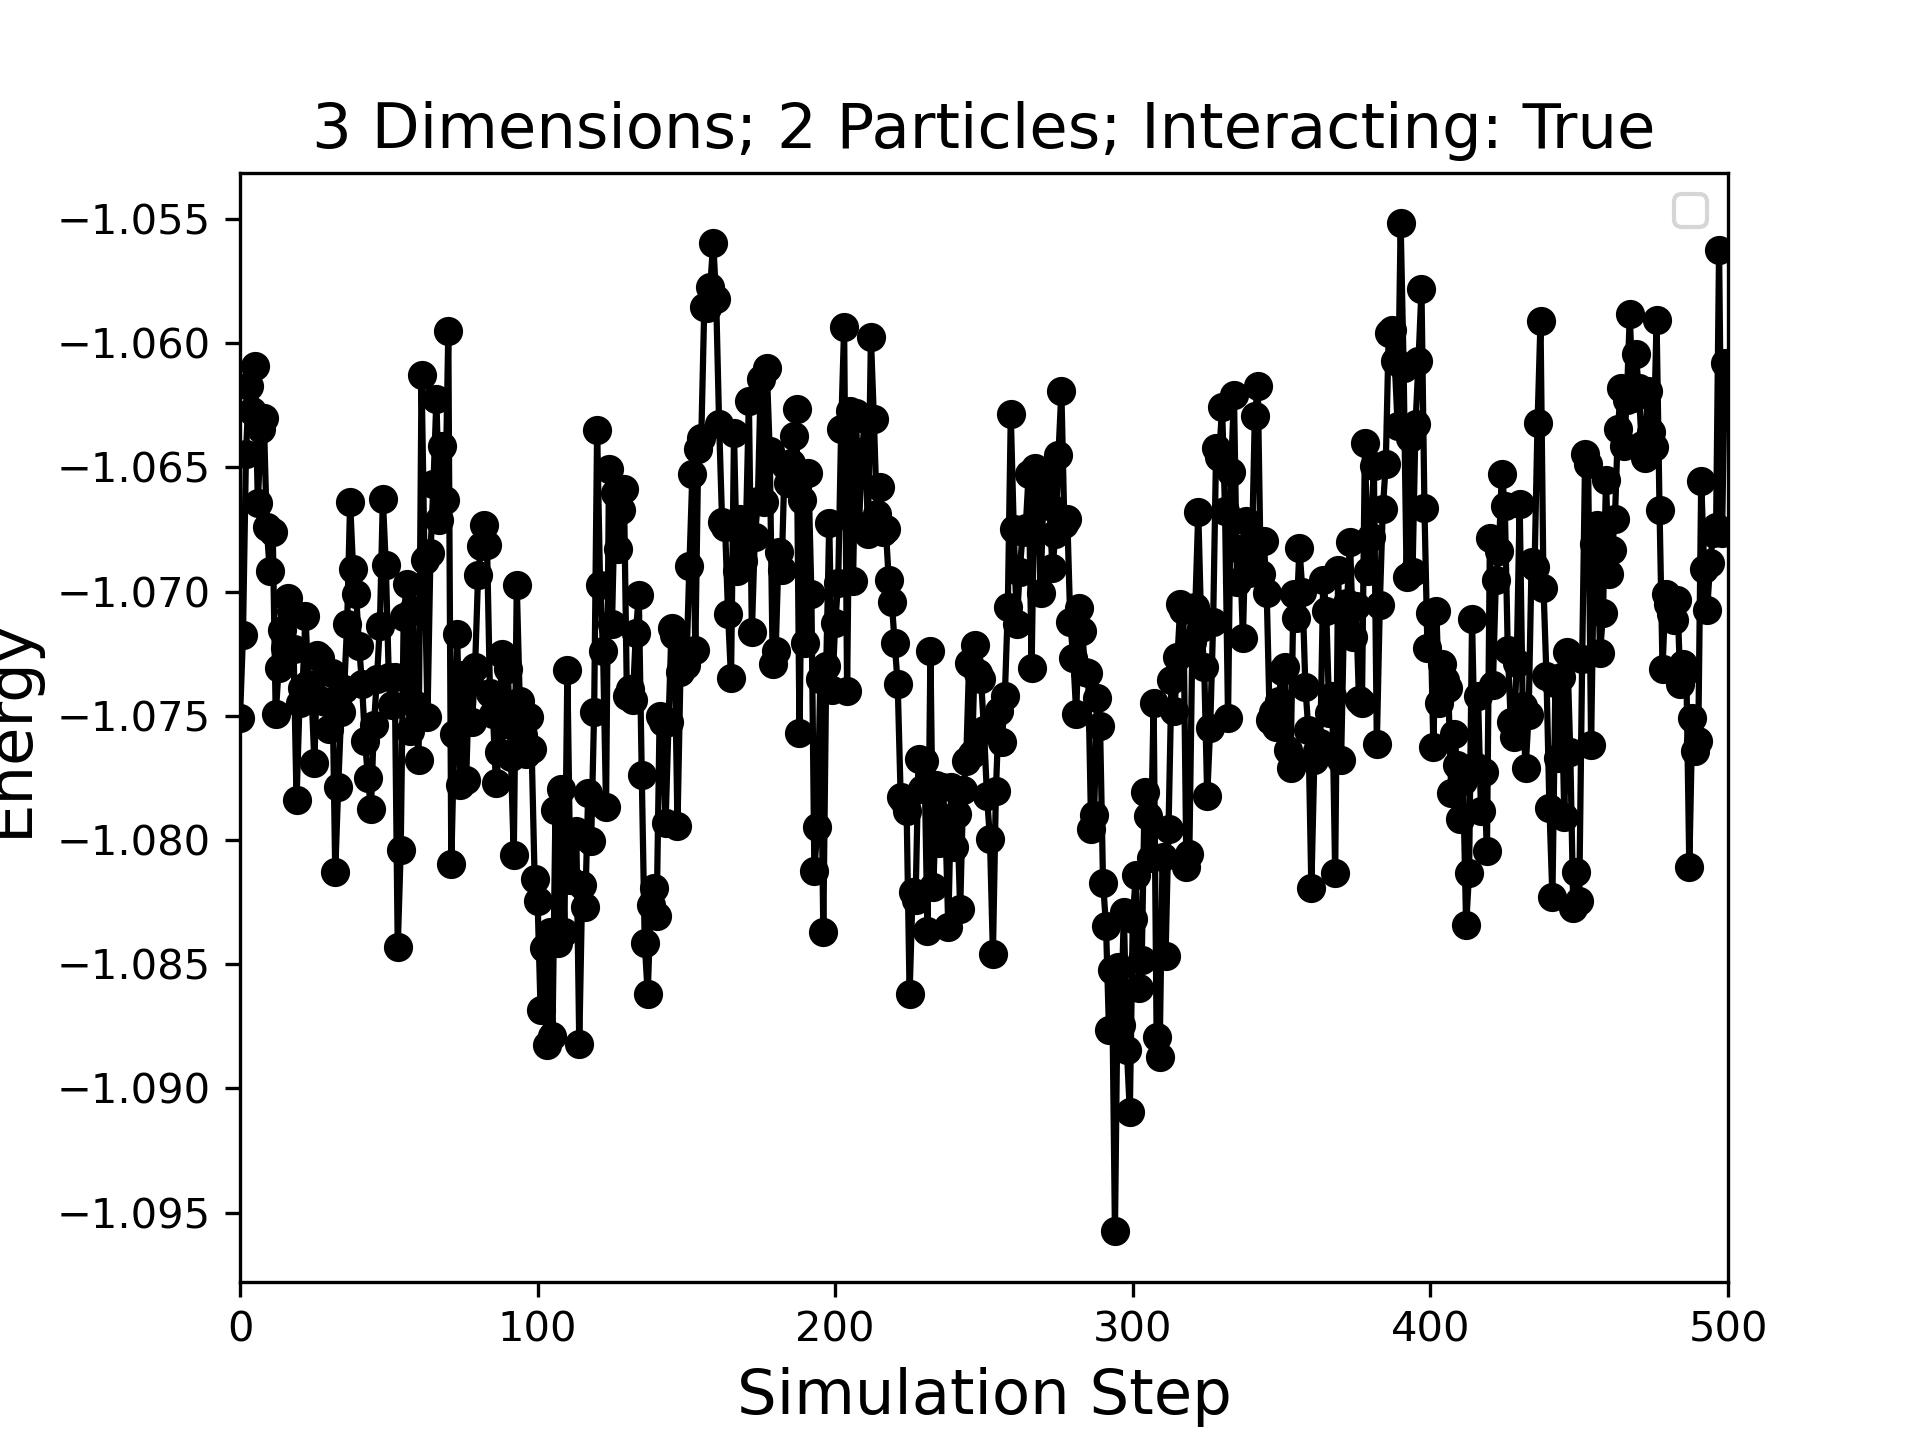 3 Dimensions; 2 Particles; Interacting: True
−1.055
−1.060
−1.065
−1.070
−1.075
−1.080
−1.085
−1.090
−1.095
Energy
0 100 200 300 400 500
Simulation Step